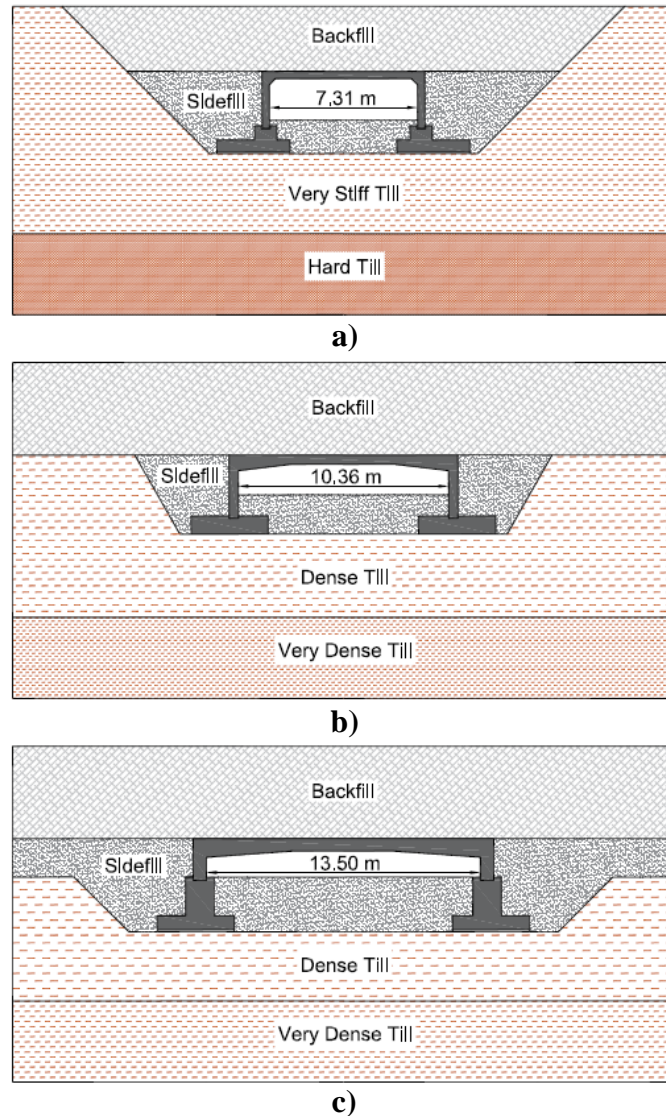 Backfill
Sidefill
7,31 m
Very Stiff Till
Hard Till
a)
Backfill
Sidefill
10,36 m
Dense Till
Very Dense Till
b)
Backfill
Sidefill
13.50 m
Dense Till
Very Dense Till
c)